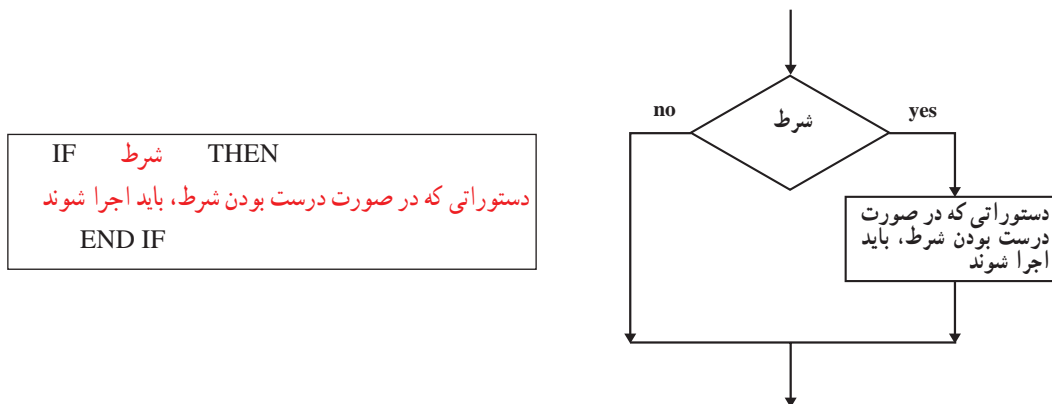 IF شرط THEN
دستوراتی که در صورت درست بودن شرط، باید اجرا شوند
END IF
شرط
no
yes
دستوراتی که در صورت
درست بودن شرط، باید
اجرا شوند